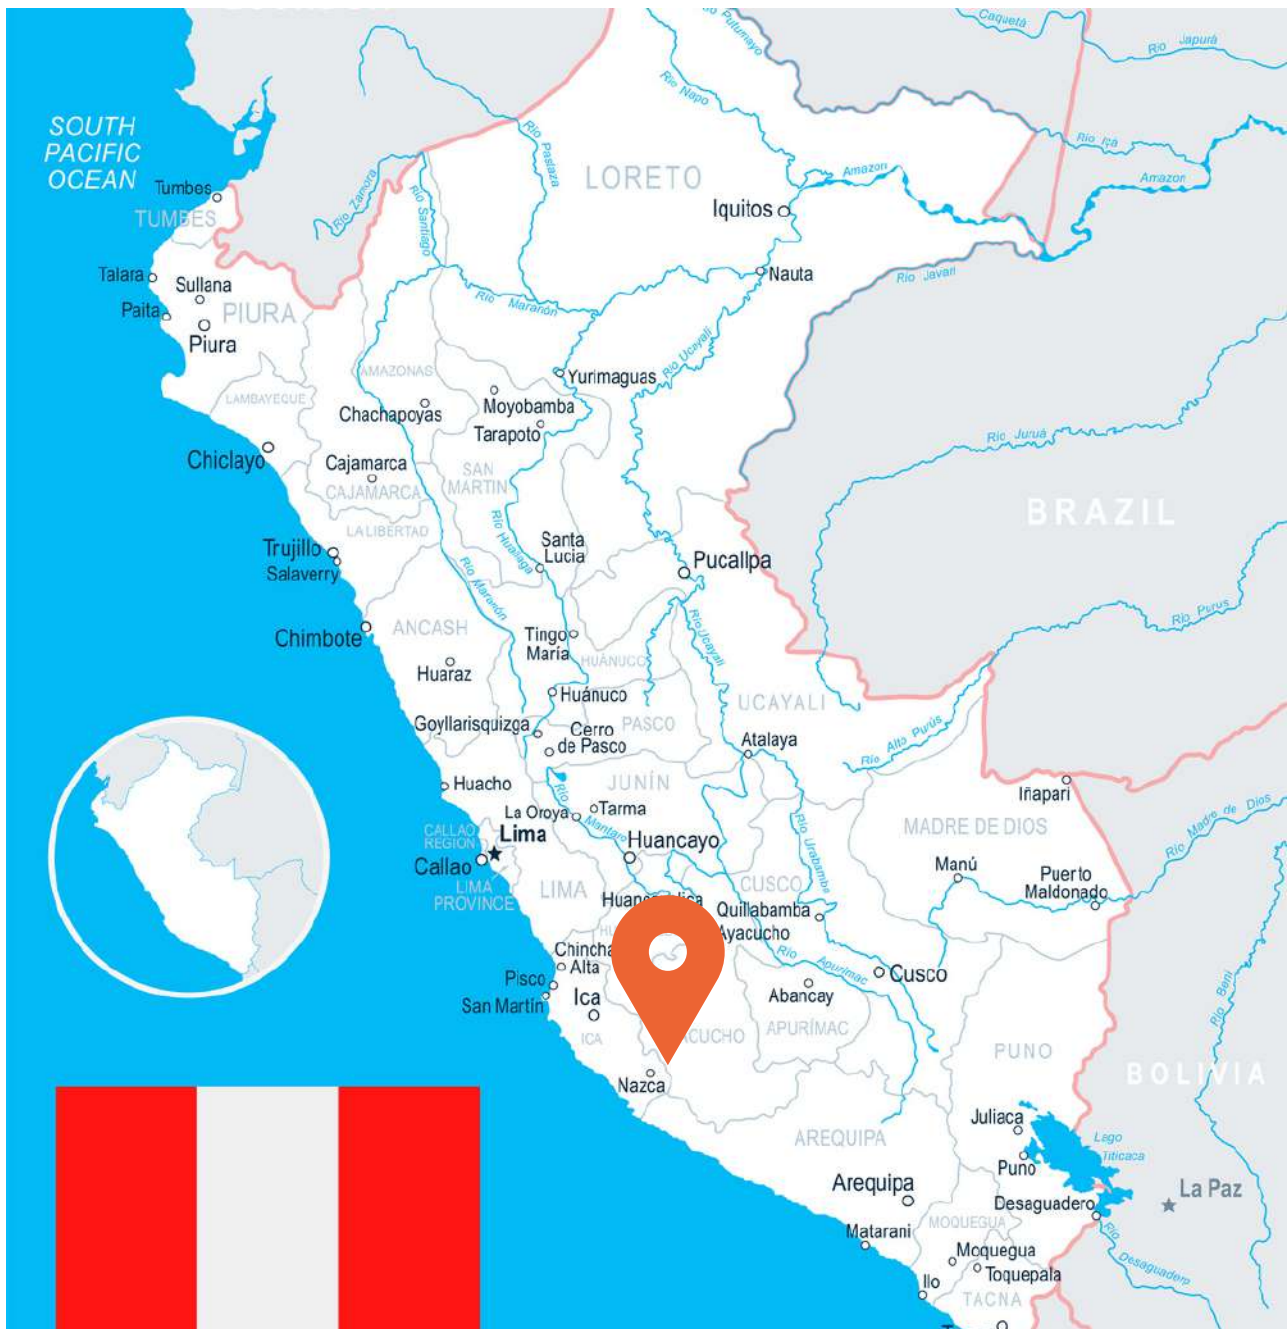 Caquetá
Putumayo
Rio Japurá
Rio Napo
SOUTH
PACIFIC
OCEAN
Rio Pastaza
Rio Içá
LORETO
Amazon
Amazon
Tumbes
TUMBES
Rio Zamora
Rio Santiago
Iquitos
Talara
Sullana
Nauta
Rio Javari
Paita
PIURA
Rio Marañón
Piura
Rio Ucayali
AMAZONAS
Yurimaguas
LAMBAYEQUE
Chachapoyas
Moyobamba
Tarapoto
Rio Juruá
Chiclayo
Cajamarca
CAJAMARCA
SAN
MARTIN
BRAZIL
LA LIBERTAD
Rio Huallaga
Trujillo
Salaverry
Santa
Lucia
Pucallpa
Rio Marañón
Rio Purus
Chimbote
ANCASH
Tingo
María
Rio Ucayali
Huaraz
HUÁNUCO
Huánuco
UCAYALI
Goyllarisquizga
Cerro
de Pasco
PASCO
Atalaya
Rio Alto Purús
Huacho
JUNÍN
Iñapari
La Oroya
Tarma
Rio Mantaro
Rio Urubamba
MADRE DE DIOS
Rio Madre de Dios
CALLAO
REGION
Lima
Huancayo
Callao
LIMA
PROVINCE
LIMA
CUSCO
Manú
Puerto
Maldonado
Quillabamba
Ayacucho
Chincha
Alta
Rio Apurimac
Cusco
Pisco
San Martín
Ica
Abancay
Rio Beni
ICA
APURÍMAC
PUNO
Nazca
BOLIVIA
AREQUIPA
Juliaca
Lago
Titicaca
Puno
Arequipa
Desaguadero
La Paz
MOQUEGUA
Matarani
Moquegua
Rio Desaguadero
Toquepala
Ilo
TACNA